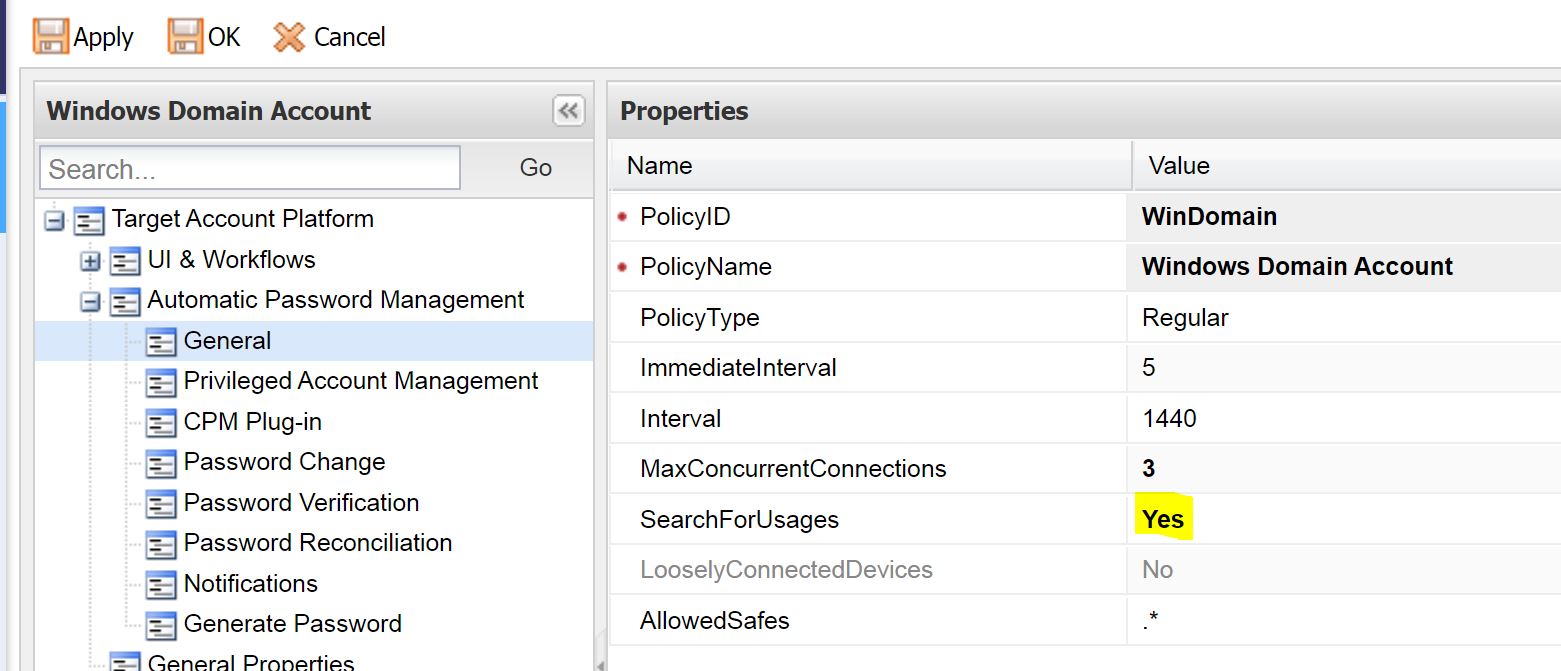 Apply OK Cancel
Windows Domain Account
Search... Go
Target Account Platform
UI & Workflows
Automatic Password Management
General
Privileged Account Management
CPM Plug-in
Password Change
Password Verification
Password Reconciliation
Notifications
Generate Password
General Properties
Properties
Name Value
PolicyID WinDomain
PolicyName Windows Domain Account
PolicyType Regular
ImmediateInterval 5
Interval 1440
MaxConcurrentConnections 3
SearchForUsages Yes
LooselyConnectedDevices No
AllowedSafes .*